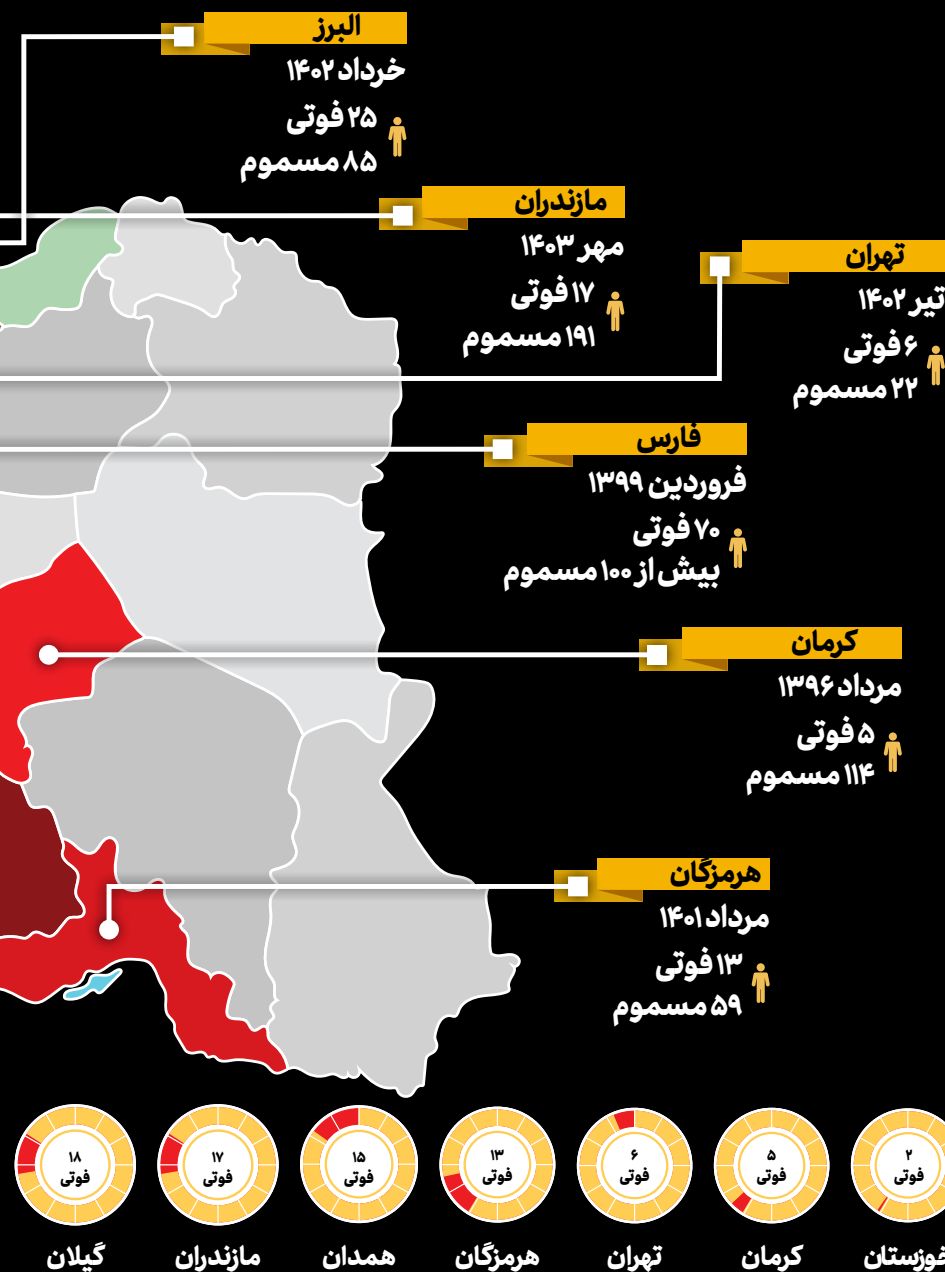 البرز
خرداد ۱۴۰۲
۲۵ فوتی
۸۵ مسموم
مازندران
مهر ۱۴۰۳
۱۷ فوتی
۱۹۱ مسموم
تهران
تیر ۱۴۰۲
۶ فوتی
۲۲ مسموم
فارس
فروردین ۱۳۹۹
۷۰ فوتی
بیش از ۱۰۰ مسموم
کرمان
مرداد ۱۳۹۶
۵ فوتی
۱۱۴ مسموم
هرمزگان
مرداد ۱۴۰۱
۱۳ فوتی
۵۹ مسموم
۲
فوتی
خوزستان
۵
فوتی
کرمان
۶
فوتی
تهران
۱۳
فوتی
هرمزگان
۱۵
فوتی
همدان
۱۷
فوتی
مازندران
۱۸
فوتی
گیلان